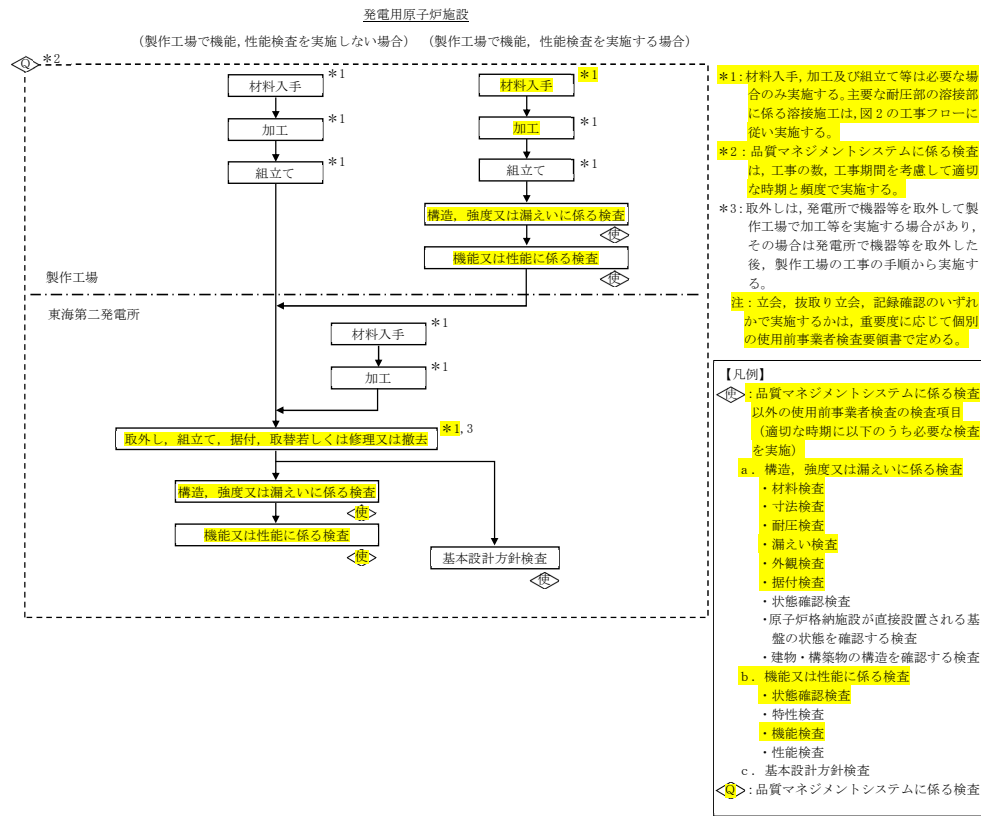 発電用原子炉施設
（製作工場で機能,性能検査を実施しない場合）（製作工場で機能，性能検査を実施する場合）
Q ＊2
材料入手 ＊1
加工 ＊1
組立て ＊1
材料入手 ＊1
加工 ＊1
組立て ＊1
構造，強度又は漏えいに係る検査
使
機能又は性能に係る検査
使
製作工場
東海第二発電所
材料入手 ＊1
加工 ＊1
取外し，組立て，据付，取替若しくは修理又は撤去 ＊1,3
構造，強度又は漏えいに係る検査
使
機能又は性能に係る検査
使
基本設計方針検査
使
＊1：材料入手，加工及び組立て等は必要な場
合のみ実施する。主要な耐圧部の溶接部
に係る溶接施工は，図2の工事フローに
従い実施する。
＊2：品質マネジメントシステムに係る検査
は，工事の数，工事期間を考慮して適切
な時期と頻度で実施する。
＊3：取外しは，発電所で機器等を取外して製
作工場で加工等を実施する場合があり，
その場合は発電所で機器等を取外した
後，製作工場の工事の手順から実施す
る。
注：立会，抜取り立会，記録確認のいずれ
かで実施するかは，重要度に応じて個別
の使用前事業者検査要領書で定める。
【凡例】
使：品質マネジメントシステムに係る検査
以外の使用前事業者検査の検査項目
（適切な時期に以下のうち必要な検査
を実施）
a．構造，強度又は漏えいに係る検査
・材料検査
・寸法検査
・耐圧検査
・漏えい検査
・外観検査
・据付検査
・状態確認検査
・原子炉格納施設が直接設置される基
盤の状態を確認する検査
・建物・構築物の構造を確認する検査
b．機能又は性能に係る検査
・状態確認検査
・特性検査
・機能検査
・性能検査
c．基本設計方針検査
Q：品質マネジメントシステムに係る検査